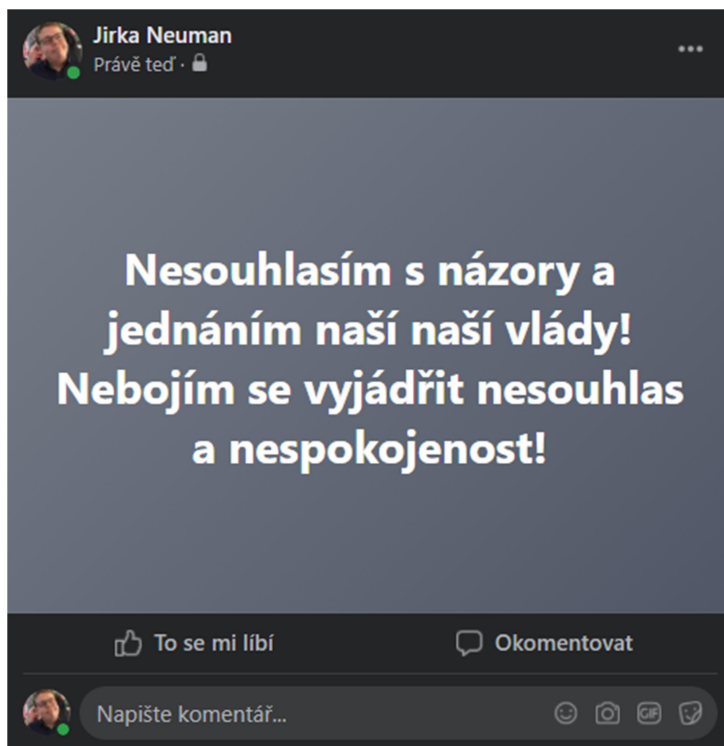 Jirka Neuman
Právě teď ·
Nesouhlasím s názory a
jednáním naší naší vlády!
Nebojím se vyjádřit nesouhlas
a nespokojenost!
To se mi líbí
Okomentovat
Napište komentář...
GIF